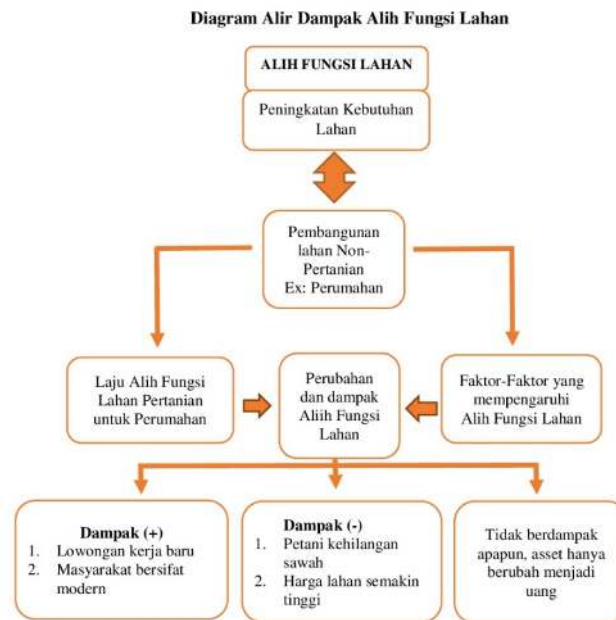 Diagram Alir Dampak Alih Fungsi Lahan
ALIH FUNGSI LAHAN
Peningkatan Kebutuhan
Lahan
Pembangunan
lahan Non-
Pertanian
Ex: Perumahan
Laju Alih Fungsi
Lahan Pertanian
untuk Perumahan
Perubahan
dan dampak
Aliih Fungsi
Lahan
Faktor-Faktor yang
mempengaruhi
Alih Fungsi Lahan
Dampak (+)
1. Lowongan kerja baru
2. Masyarakat bersifat
modern
Dampak (-)
1. Petani kehilangan
sawah
2. Harga lahan semakin
tinggi
Tidak berdampak
apapun, asset hanya
berubah menjadi
uang